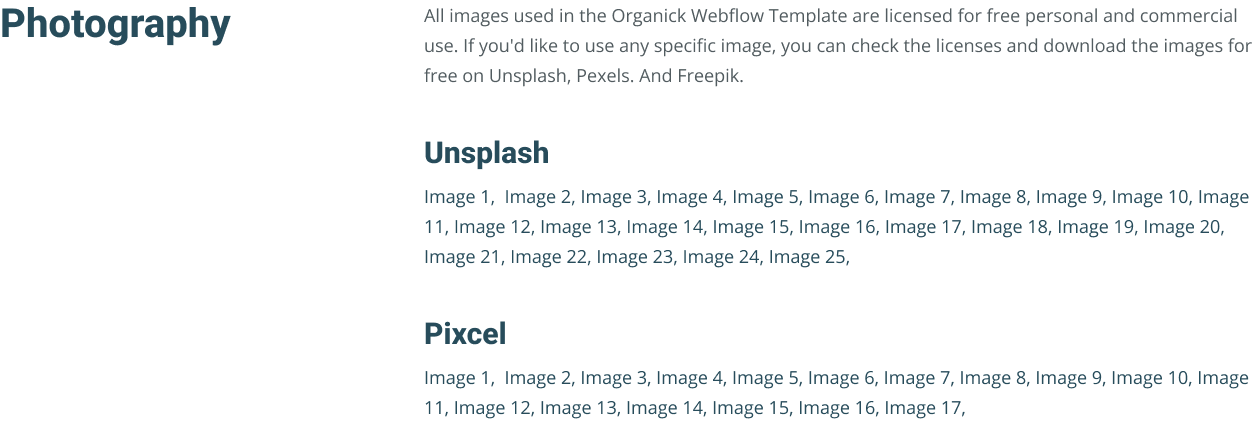 Photography
All images used in the Organick Webflow Template are licensed for free personal and commercial
use. If you'd like to use any specific image, you can check the licenses and download the images for
free on Unsplash, Pexels. And Freepik.
Unsplash
Image 1,  Image 2, Image 3, Image 4, Image 5, Image 6, Image 7, Image 8, Image 9, Image 10, Image
11, Image 12, Image 13, Image 14, Image 15, Image 16, Image 17, Image 18, Image 19, Image 20,
Image 21, Image 22, Image 23, Image 24, Image 25,
Pixcel
Image 1,  Image 2, Image 3, Image 4, Image 5, Image 6, Image 7, Image 8, Image 9, Image 10, Image
11, Image 12, Image 13, Image 14, Image 15, Image 16, Image 17,